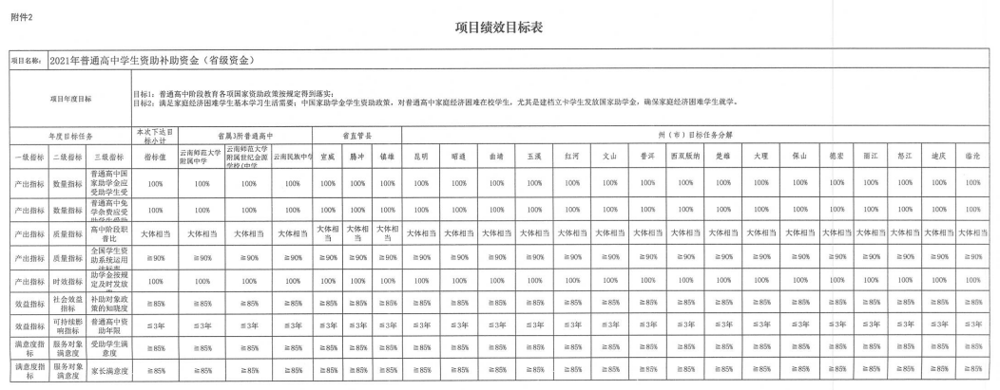 附件2
项目绩效目标表
项目名称： 2021年普通高中学生资助补助资金（省级资金）
项目年度目标
目标1：普通高中阶段教育各项国家资助政策按规定得到落实；
目标2：满足家庭经济困难学生基本学习生活需要；中国家助学金学生资助政策，对普通高中家庭经济困难在校学生，尤其是建档立卡学生发放国家助学金，确保家庭经济困难学生就学。
年度目标任务 本次下达目标小计 省属3所普通高中 省直管县 州（市）目标任务分解
一级指标 二级指标 三级指标 指标值 云南师范大学附属中学 云南师范大学附属世纪金源学校(中学 云南民族中学 宣威 腾冲 镇雄 昆明 昭通 曲靖 玉溪 红河 文山 普洱 西双版纳 楚雄 大理 保山 德宏 丽江 怒江 迪庆 临沧
产出指标 数量指标 普通高中国家助学金应受助学生受 100% 100% 100% 100% 100% 100% 100% 100% 100% 100% 100% 100% 100% 100% 100% 100% 100% 100% 100% 100% 100% 100% 100%
产出指标 数量指标 普通高中免学杂费应受 100% 100% 100% 100% 100% 100% 100% 100% 100% 100% 100% 100% 100% 100% 100% 100% 100% 100% 100% 100% 100% 100% 100%
产出指标 质量指标 高中阶段职普比 大体相当 大体相当 大体相当 大体相当 大体相当 大体相当 大体相当 大体相当 大体相当 大体相当 大体相当 大体相当 大体相当 大体相当 大体相当 大体相当 大体相当 大体相当 大体相当 大体相当 大体相当 大体相当 大体相当
产出指标 质量指标 全国学生资助系统运用 ≧90% ≧90% ≧90% ≧90% ≧90% ≧90% ≧90% ≧90% ≧90% ≧90% ≧90% ≧90% ≧90% ≧90% ≧90% ≧90% ≧90% ≧90% ≧90% ≧90% ≧90% ≧90% ≧90%
产出指标 时效指标 助学金按规定及时发放 100% 100% 100% 100% 100% 100% 100% 100% 100% 100% 100% 100% 100% 100% 100% 100% 100% 100% 100% 100% 100% 100% 100%
效益指标 社会效益指标 补助对象政策的知晓度 ≧85% ≧85% ≧85% ≧85% ≧85% ≧85% ≧85% ≧85% ≧85% ≧85% ≧85% ≧85% ≧85% ≧85% ≧85% ≧85% ≧85% ≧85% ≧85% ≧85% ≧85% ≧85% ≧85%
效益指标 可持续影响指标 普通高中资助年限 ≦3年 ≦3年 ≦3年 ≦3年 ≦3年 ≦3年 ≦3年 ≦3年 ≦3年 ≦3年 ≦3年 ≦3年 ≦3年 ≦3年 ≦3年 ≦3年 ≦3年 ≦3年 ≦3年 ≦3年 ≦3年 ≦3年 ≦3年
满意度指标 服务对象满意度 受助学生满意度 ≧85% ≧85% ≧85% ≧85% ≧85% ≧85% ≧85% ≧85% ≧85% ≧85% ≧85% ≧85% ≧85% ≧85% ≧85% ≧85% ≧85% ≧85% ≧85% ≧85% ≧85% ≧85% ≧85%
满意度指标 服务对象满意度 家长满意度 ≧85% ≧85% ≧85% ≧85% ≧85% ≧85% ≧85% ≧85% ≧85% ≧85% ≧85% ≧85% ≧85% ≧85% ≧85% ≧85% ≧85% ≧85% ≧85% ≧85% ≧85% ≧85% ≧85%